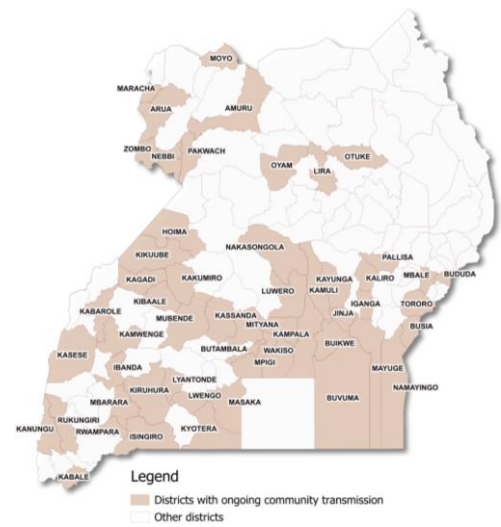 MOYO
MARACHA
ARUA
AMURU
ZOMBO
NEBBI
PAKWACH
OYAM
LIRA
OTUKE
HOIMA
KIKUUBE
NAKASONGOLA
PALLISA
KAGADI
KAKUMIRO
KAYUNGA
KALIRO
MBALE
BUDUDA
LUWERO
KAMULI
KIBAALE
KABAROLE
MUBENDE
KASSANDA
IGANGA
TORORO
MITYANA
JINJA
KAMWENGE
KAMPALA
BUSIA
BUTAMBALA
WAKISO
BUIKWE
KASESE
MPIGI
IBANDA
MAYUGE
LYANTONDE
KIRUHURA
NAMAYINGO
LWENGO
MBARARA
MASAKA
BUVUMA
RUKUNGIRI
KANUNGU
RWAMPARA
KYOTERA
ISINGIRO
KABALE
Legend
Districts with ongoing community transmission
Other districts